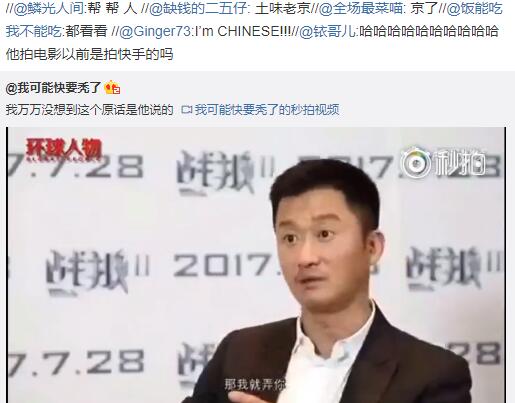 //@鳞光人间:帮 帮 人 //@缺钱的二五仔: 土味老京//@全场最菜喵: 京了//@饭能吃
我不能吃:都看看 //@Ginger73:I'm CHINESE!!!//@铱哥儿:哈哈哈哈哈哈哈哈哈哈
他拍电影以前是拍快手的吗
@我可能快要秃了
我万万没想到这个原话是他说的 我可能快要秃了的秒拍视频
环球人物
秒拍
7.7.28
战狼II
7.28
战狼II
2017
战狼II
7.7.28
28
那我就弄你